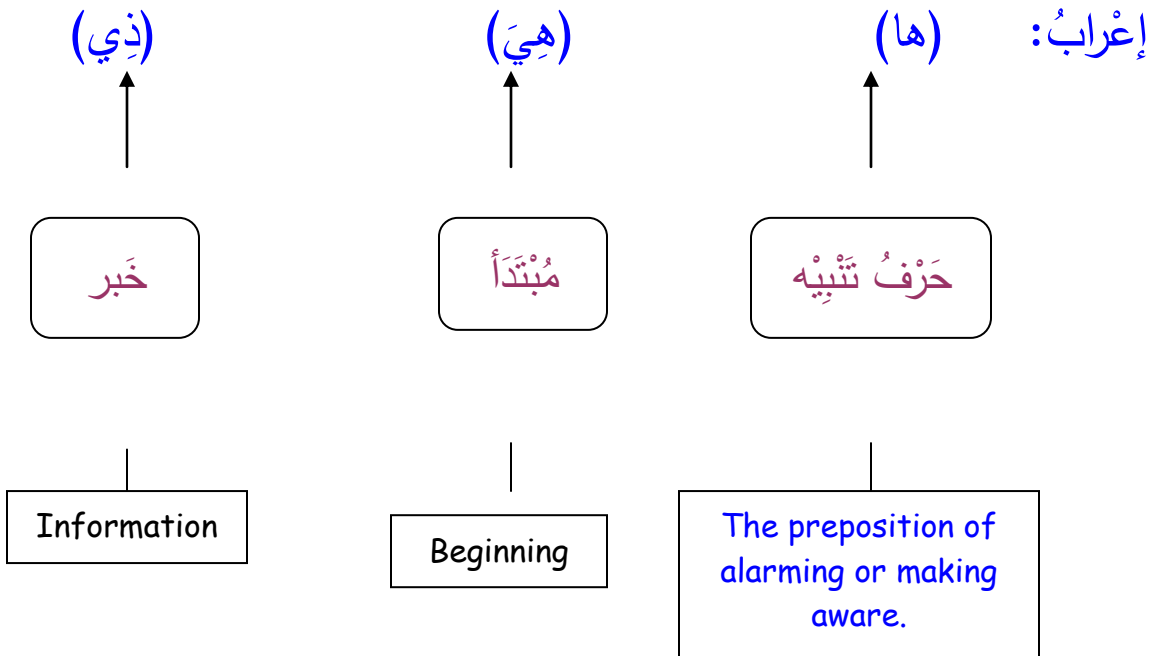 إعْرابُ: (ها) (هِيَ) (ذِي)
حَرْفُ تَنْبِيْه
مُبْتَدَأ
خَبر
The preposition of
alarming or making
aware.
Beginning
Information